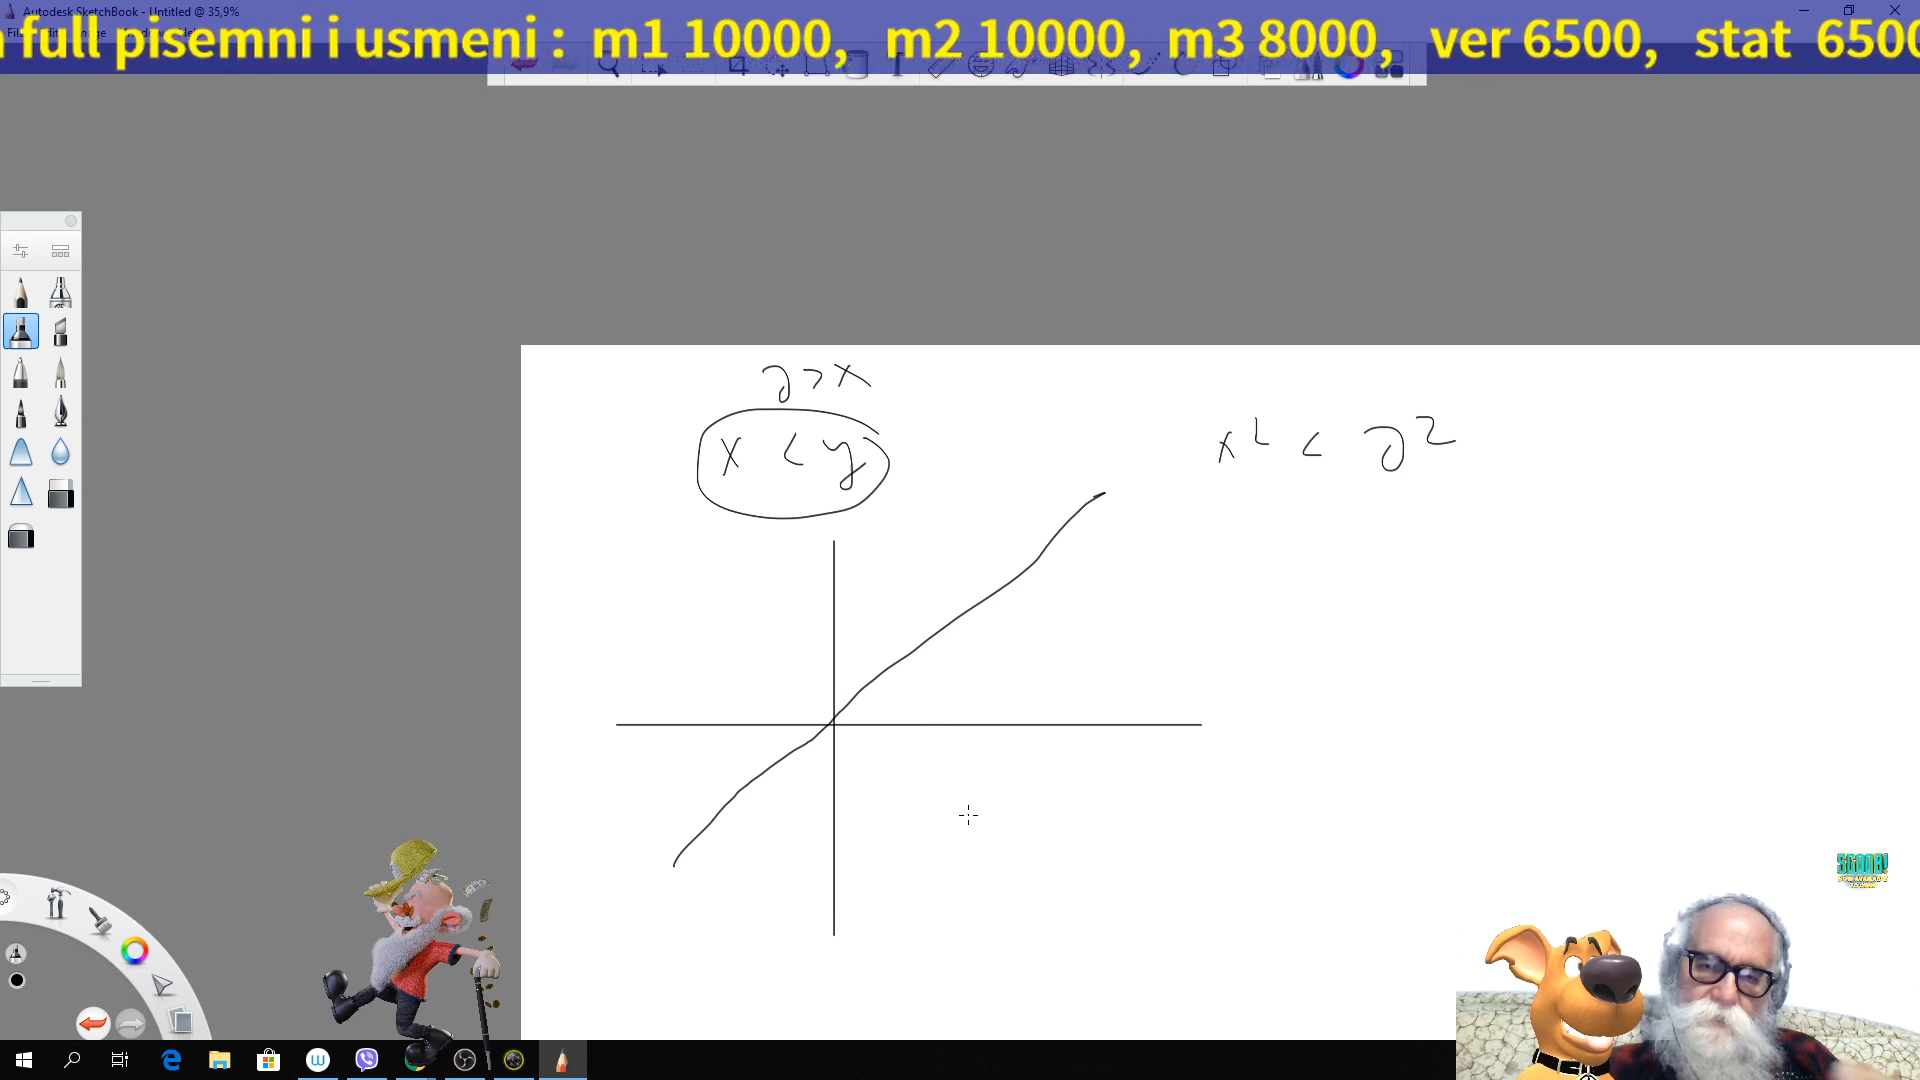 Autodesk SketchBook - Untitled @ 35,9%
full pisemni i usmeni : m1 10000, m2 10000, m3 8000, ver 6500, stat 6500
y > x
x < y
x² < y²
SCOOB!